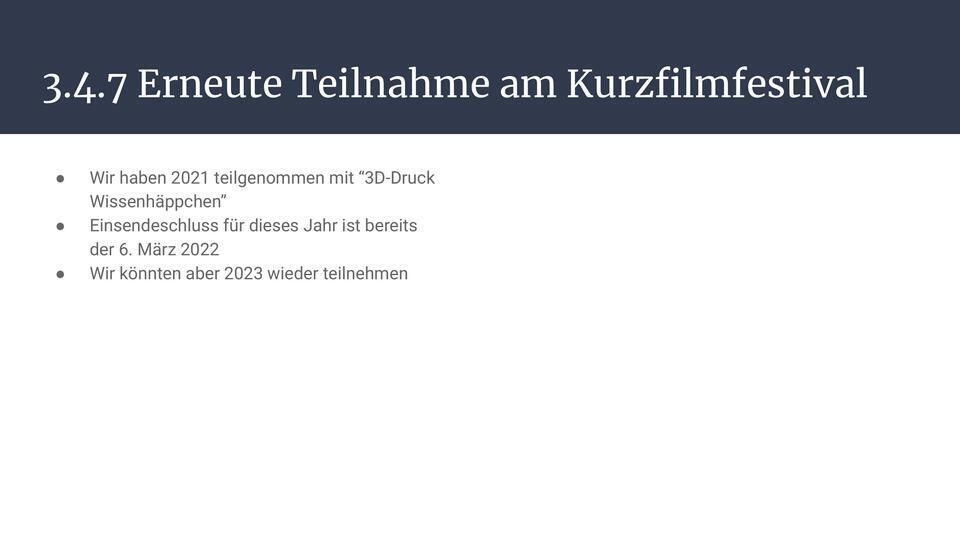 3.4.7 Erneute Teilnahme am Kurzfilmfestival
● Wir haben 2021 teilgenommen mit “3D-Druck
Wissenhäppchen”
● Einsendeschluss für dieses Jahr ist bereits
der 6. März 2022
● Wir könnten aber 2023 wieder teilnehmen